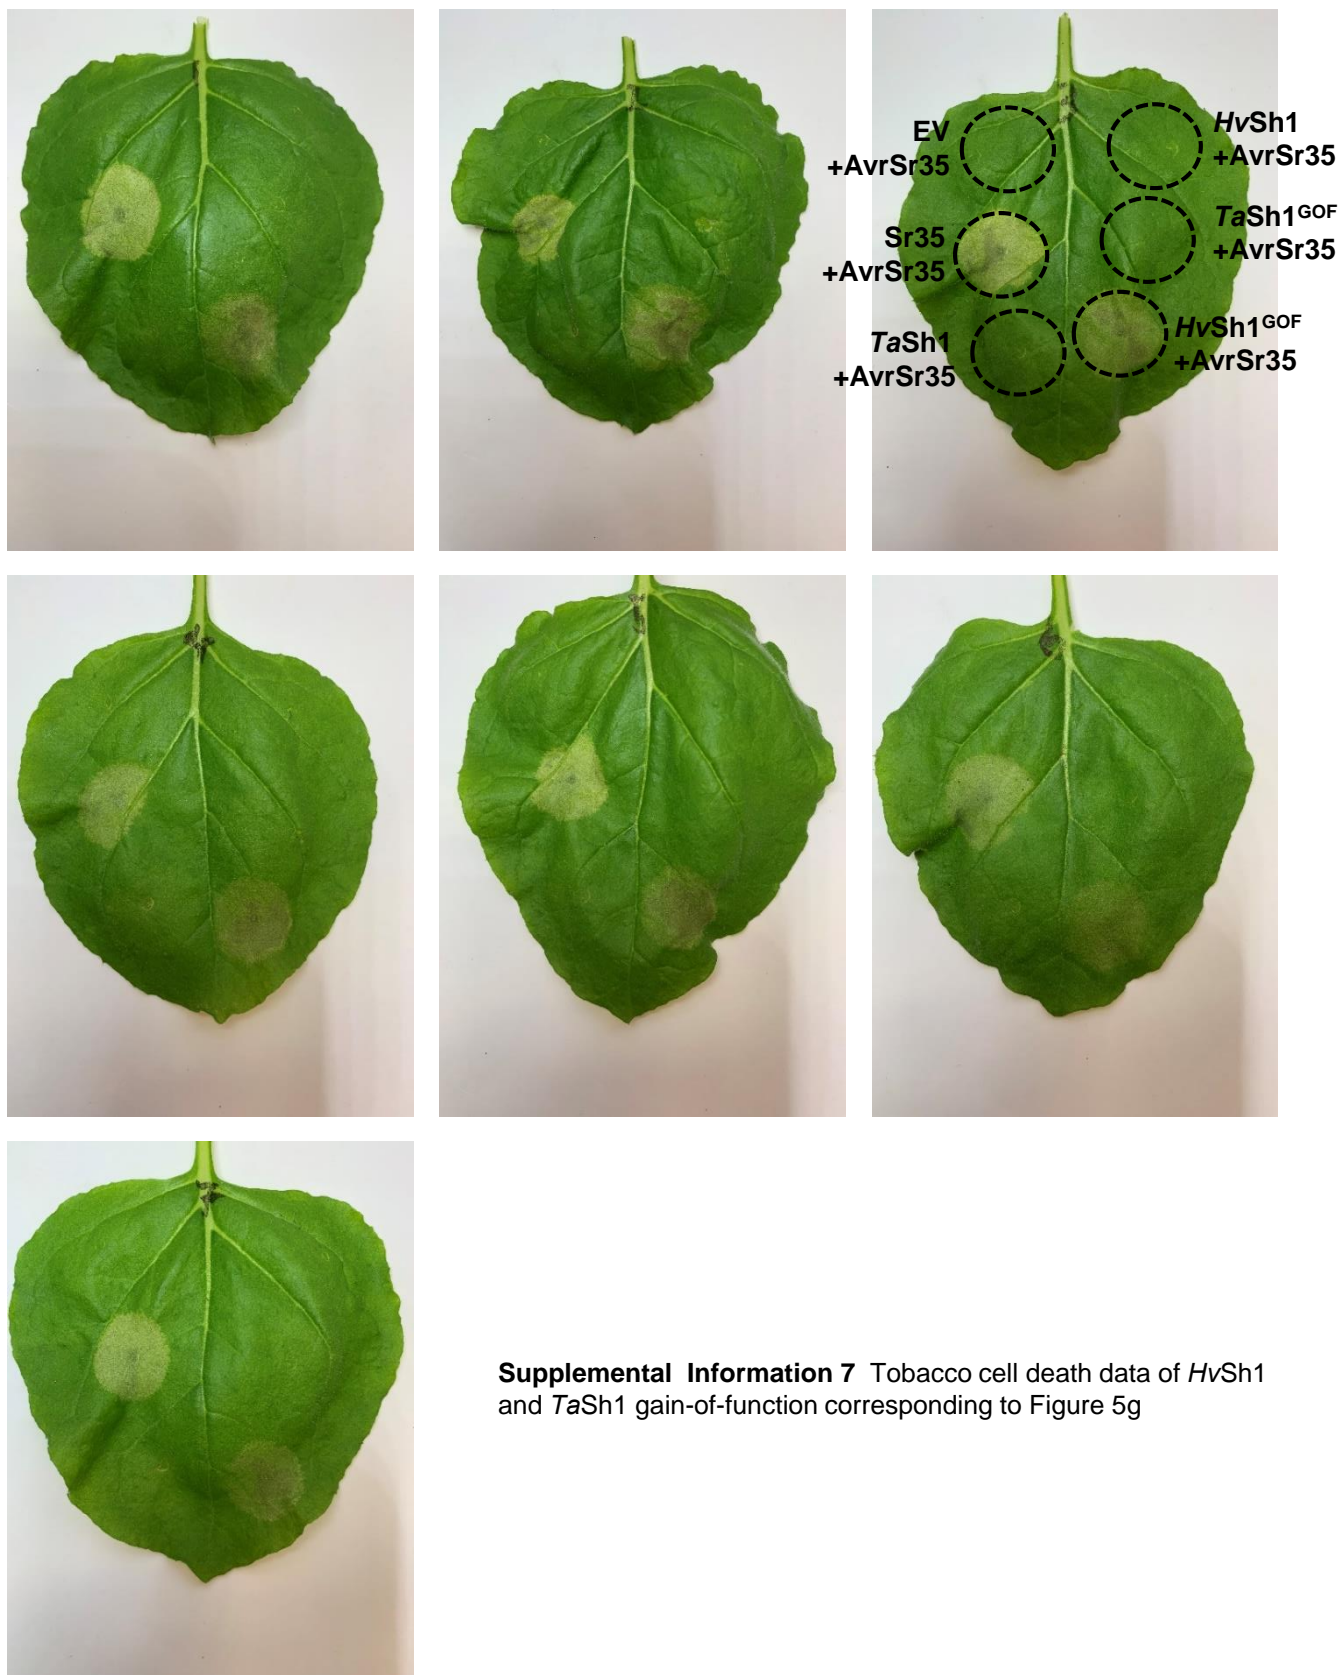 EV
+AvrSr35
HvSh1
+AvrSr35
Sr35
+AvrSr35
TaSh1GOF
+AvrSr35
TaSh1
+AvrSr35
HvSh1GOF
+AvrSr35
Supplemental Information 7 Tobacco cell death data of HvSh1
and TaSh1 gain-of-function corresponding to Figure 5g